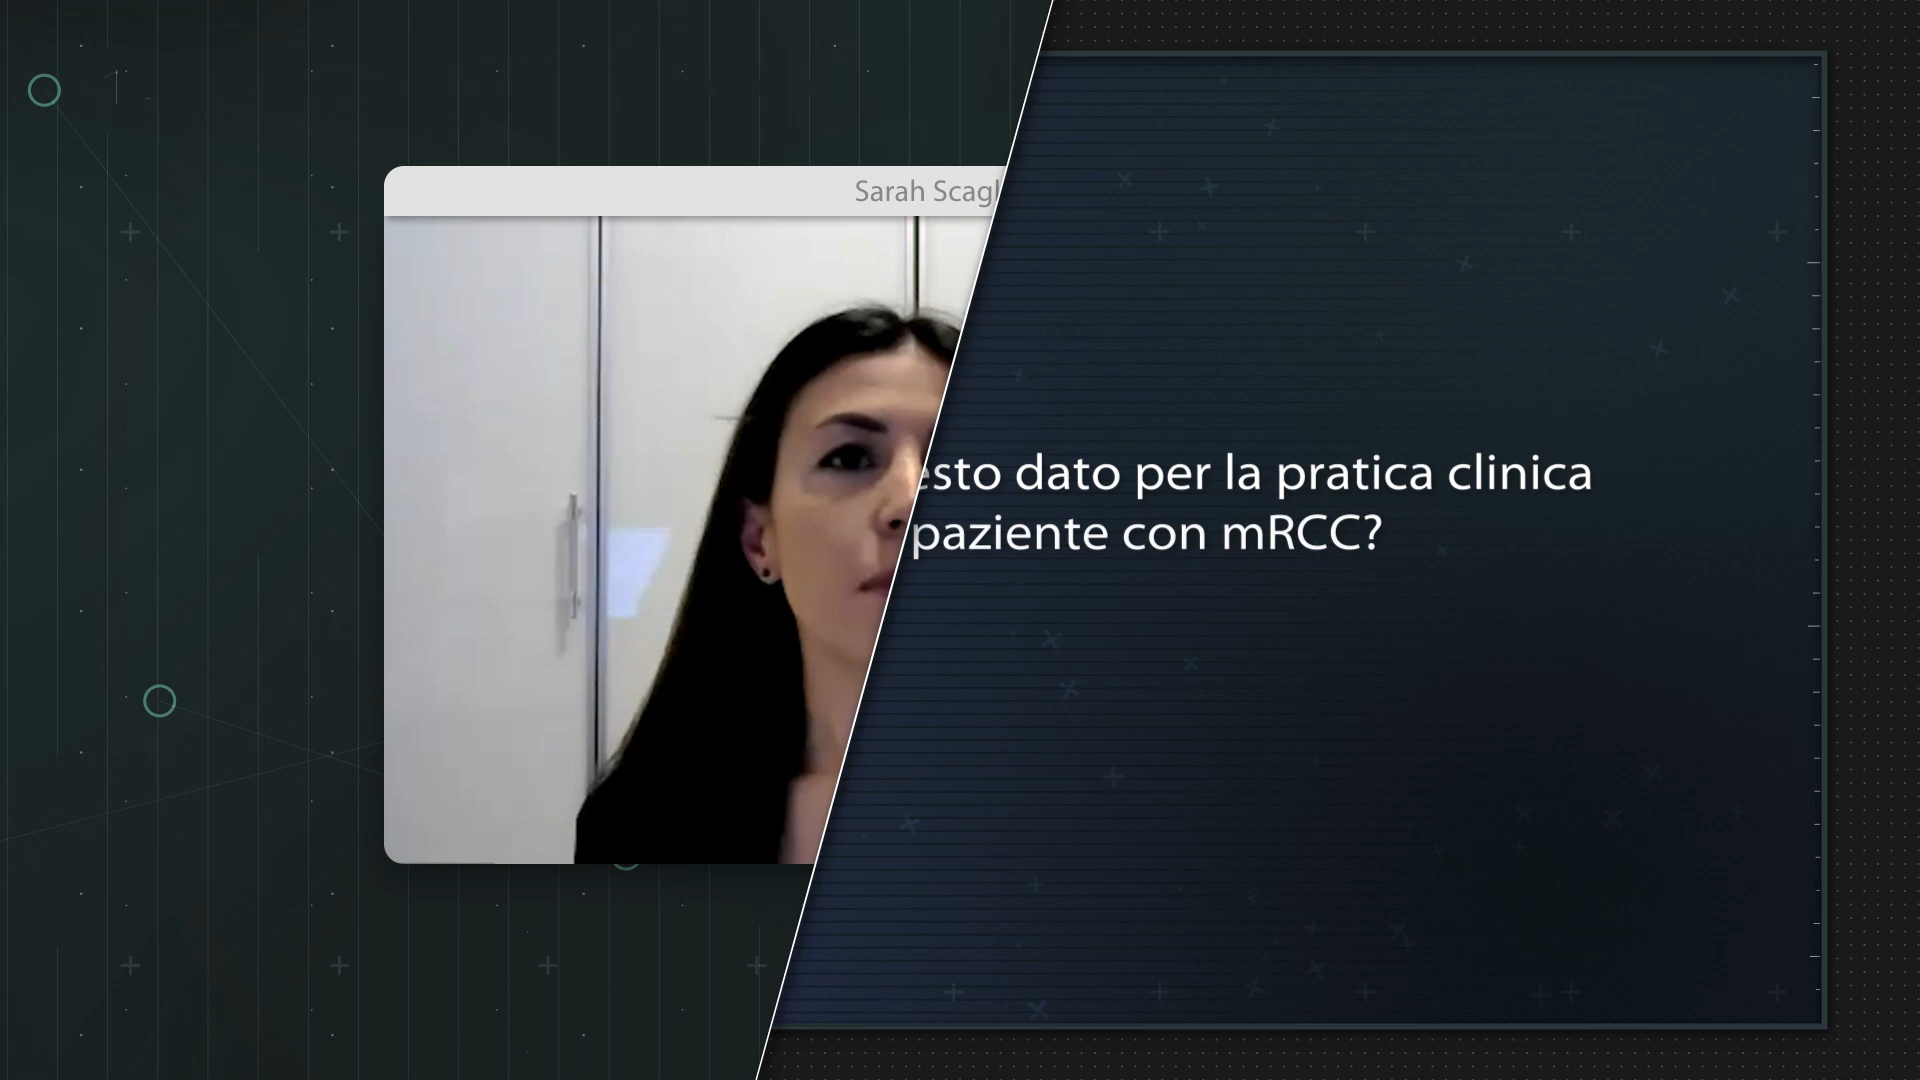 Sarah Scagl
esto dato per la pratica clinica
paziente con mRCC?